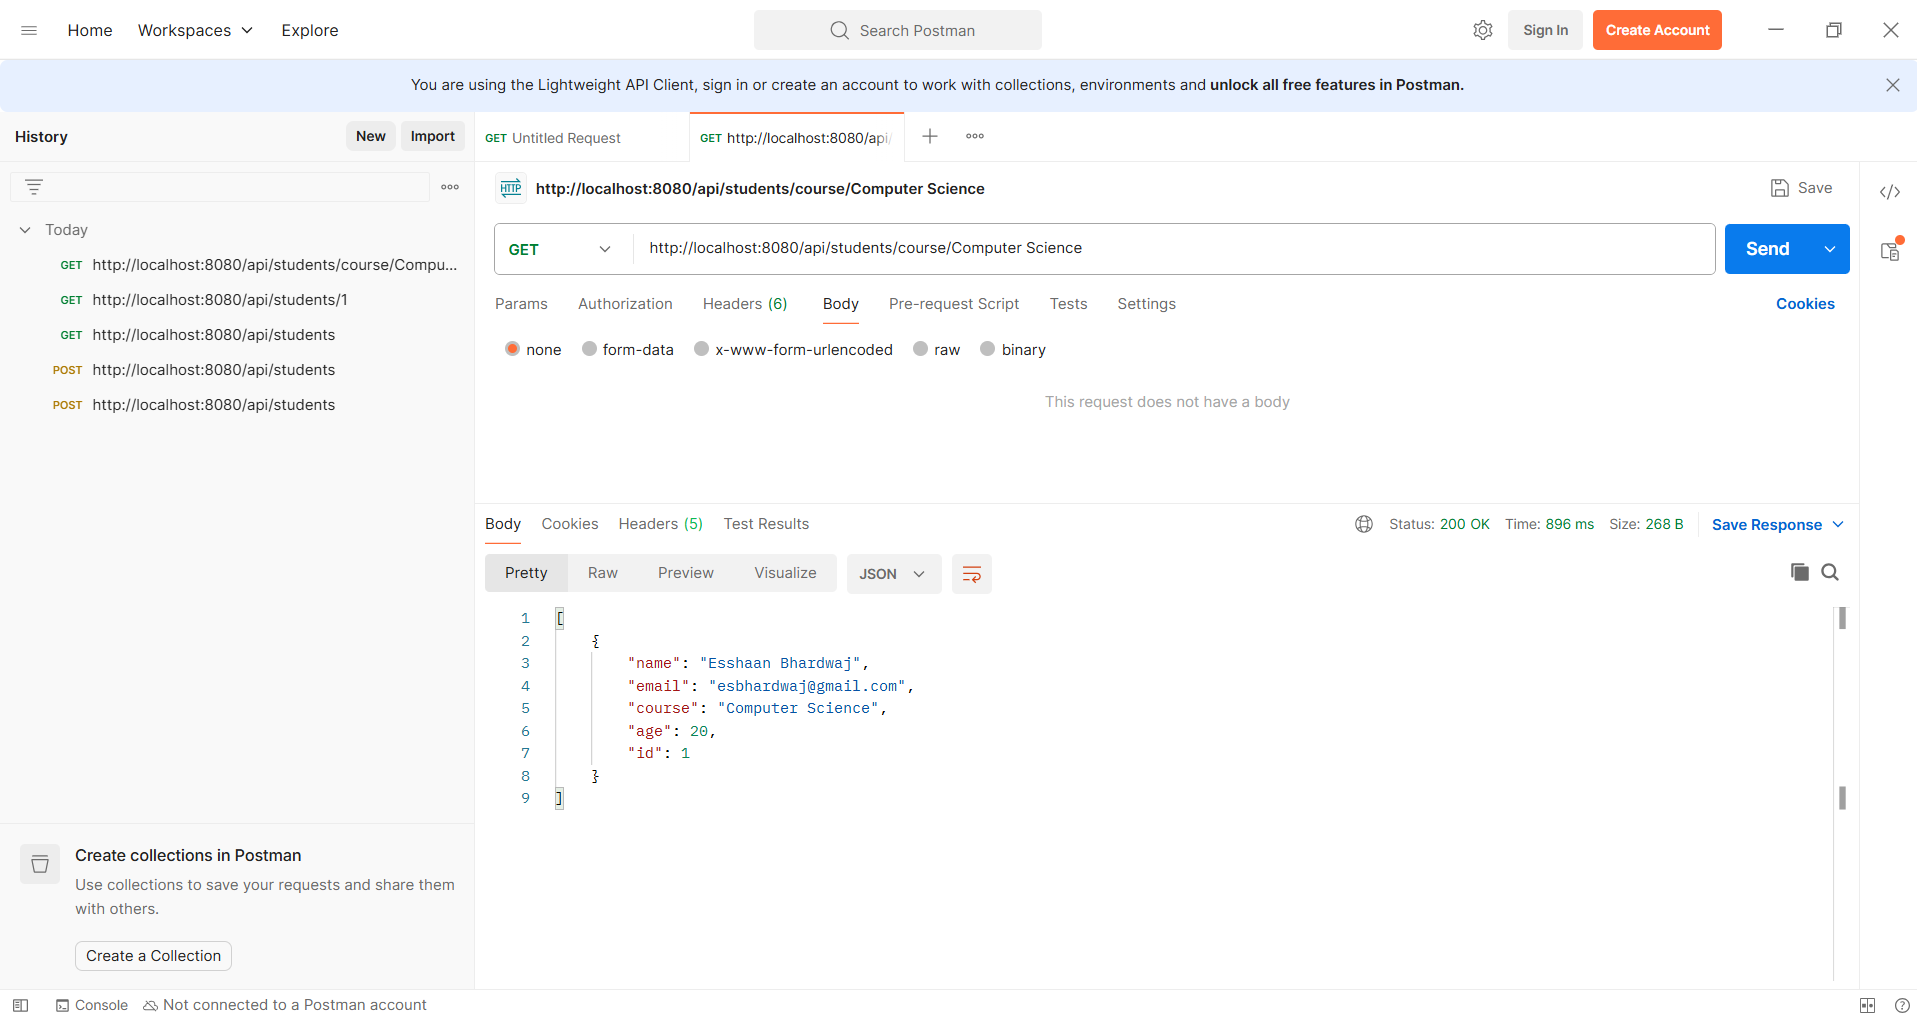 Home Workspaces Explore Search Postman Sign In Create Account
You are using the Lightweight API Client, sign in or create an account to work with collections, environments and unlock all free features in Postman.
History New Import
GET Untitled Request GET http://localhost:8080/api/
Today
GET http://localhost:8080/api/students/course/Compu...
GET http://localhost:8080/api/students/1
GET http://localhost:8080/api/students
POST http://localhost:8080/api/students
POST http://localhost:8080/api/students
Create collections in Postman
Use collections to save your requests and share them
with others.
Create a Collection
HTTP http://localhost:8080/api/students/course/Computer Science Save
GET http://localhost:8080/api/students/course/Computer Science Send
Params Authorization Headers (6) Body Pre-request Script Tests Settings Cookies
none form-data x-www-form-urlencoded raw binary
This request does not have a body
Body Cookies Headers (5) Test Results Status: 200 OK Time: 896 ms Size: 268 B Save Response
Pretty Raw Preview Visualize JSON
1 [
2 {
3 "name": "Esshaan Bhardwaj",
4 "email": "esbhardwaj@gmail.com",
5 "course": "Computer Science",
6 "age": 20,
7 "id": 1
8 }
9 ]
Console Not connected to a Postman account